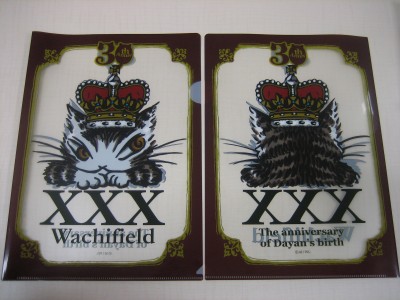 30th
XXX
Wachifield
30th
XXX
The anniversary
of Dayan's birth